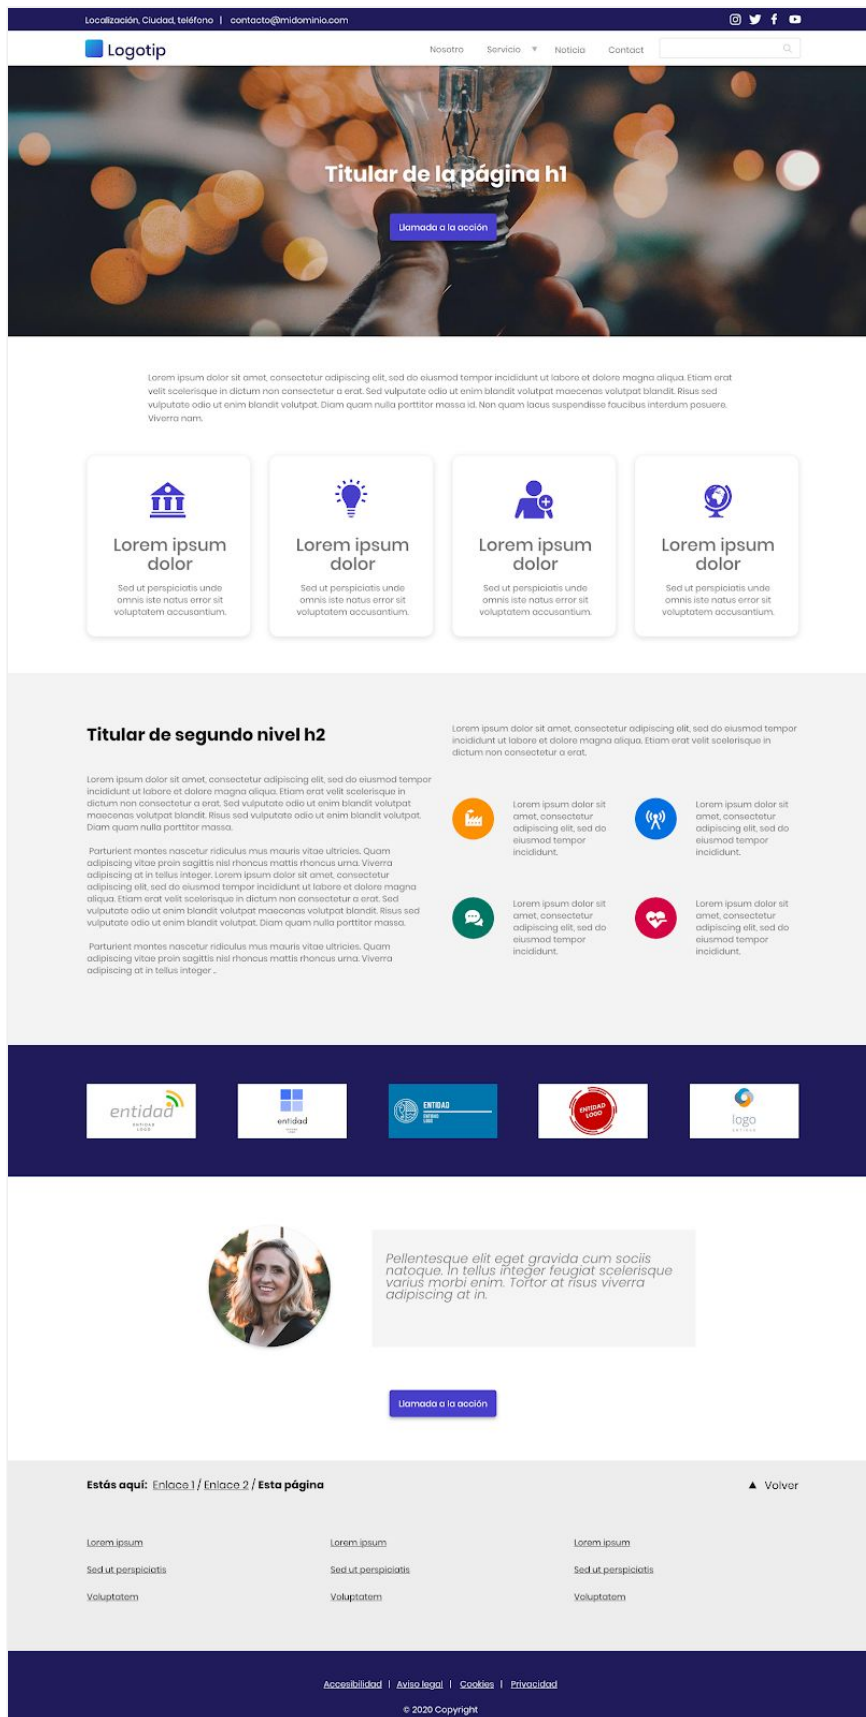 Localización, Ciudad, teléfono | contacto@midominio.com
Logotip
Nosotro Servicio ▼ Noticia Contact
Titular de la página h1
Llamada a la acción
Lorem ipsum dolor sit amet, consectetur adipiscing elit, sed do eiusmod tempor incididunt ut labore et dolore magna aliqua. Etiam erat
velit scelerisque in dictum non consectetur a erat. Sed vulputate odio ut enim blandit volutpat maecenas volutpat blandit. Risus sed
vulputate odio ut enim blandit volutpat. Diam quam nulla porttitor massa id. Non quam lacus suspendisse faucibus interdum posuere.
Viverra nam.
Lorem ipsum
dolor
Sed ut perspiciatis unde
omnis iste natus error sit
voluptatem accusantium.
Lorem ipsum
dolor
Sed ut perspiciatis unde
omnis iste natus error sit
voluptatem accusantium.
Lorem ipsum
dolor
Sed ut perspiciatis unde
omnis iste natus error sit
voluptatem accusantium.
Lorem ipsum
dolor
Sed ut perspiciatis unde
omnis iste natus error sit
voluptatem accusantium.
Titular de segundo nivel h2
Lorem ipsum dolor sit amet, consectetur adipiscing elit, sed do eiusmod tempor
incididunt ut labore et dolore magna aliqua. Etiam erat velit scelerisque in
dictum non consectetur a erat. Sed vulputate odio ut enim blandit volutpat
maecenas volutpat blandit. Risus sed vulputate odio ut enim blandit volutpat.
Diam quam nulla porttitor massa.
Parturient montes nascetur ridiculus mus mauris vitae ultricies. Quam
adipiscing vitae proin sagittis nisl rhoncus mattis rhoncus urna. Viverra
adipiscing at in tellus integer. Lorem ipsum dolor sit amet, consectetur
adipiscing elit, sed do eiusmod tempor incididunt ut labore et dolore magna
aliqua. Etiam erat velit scelerisque in dictum non consectetur a erat. Sed
vulputate odio ut enim blandit volutpat maecenas volutpat blandit. Risus sed
vulputate odio ut enim blandit volutpat. Diam quam nulla porttitor massa.
Parturient montes nascetur ridiculus mus mauris vitae ultricies. Quam
adipiscing vitae proin sagittis nisl rhoncus mattis rhoncus urna. Viverra
adipiscing at in tellus integer ..
Lorem ipsum dolor sit amet, consectetur adipiscing elit, sed do eiusmod tempor
incididunt ut labore et dolore magna aliqua. Etiam erat velit scelerisque in
dictum non consectetur a erat.
Lorem ipsum dolor sit
amet, consectetur
adipiscing elit, sed do
eiusmod tempor
incididunt.
Lorem ipsum dolor sit
amet, consectetur
adipiscing elit, sed do
eiusmod tempor
incididunt.
Lorem ipsum dolor sit
amet, consectetur
adipiscing elit, sed do
eiusmod tempor
incididunt.
Lorem ipsum dolor sit
amet, consectetur
adipiscing elit, sed do
eiusmod tempor
incididunt.
entidad
ENTIDAD
LOGO
entidad
ENTIDAD
ENTIDAD
LOGO
ENTIDAD
LOGO
logo
Pellentesque elit eget gravida cum sociis
natoque. In tellus integer feugiat scelerisque
varius morbi enim. Tortor at risus viverra
adipiscing at in.
Llamada a la acción
Estás aquí: Enlace 1 / Enlace 2 / Esta página
▲ Volver
Lorem ipsum
Sed ut perspiciatis
Voluptatem
Lorem ipsum
Sed ut perspiciatis
Voluptatem
Lorem ipsum
Sed ut perspiciatis
Voluptatem
Accesibilidad | Aviso legal | Cookies | Privacidad
© 2020 Copyright